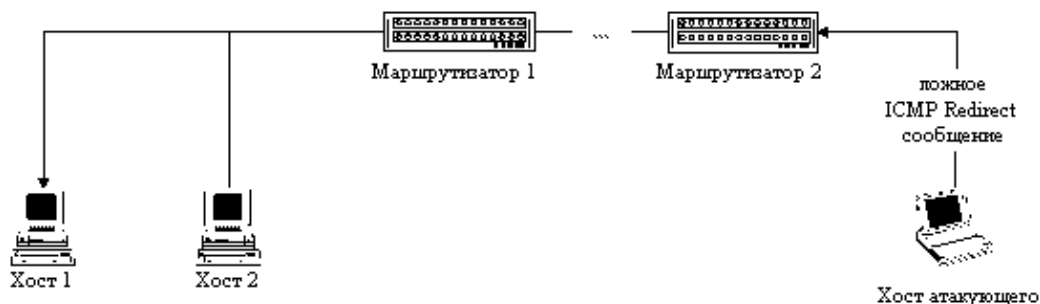 Маршрутизатор 1
...
Маршрутизатор 2
ложное
ICMP Redirect
сообщение
Хост 1
Хост 2
Хост атакующего